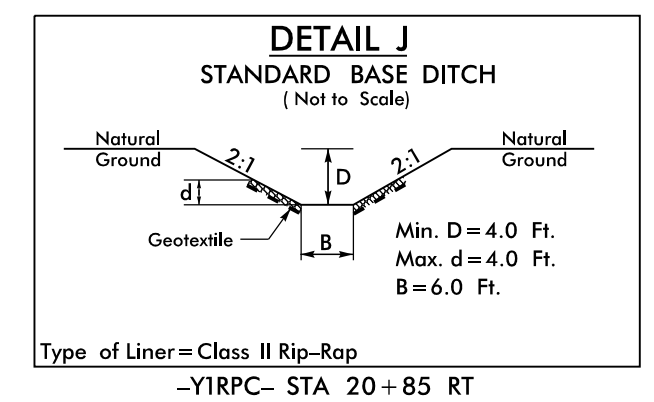 DETAIL J
STANDARD BASE DITCH
( Not to Scale)
Natural
Ground
2:1
2:1
Natural
Ground
D
d
Geotextile
B
Min. D=4.0 Ft.
Max. d=4.0 Ft.
B=6.0 Ft.
Type of Liner=Class II Rip-Rap
-Y1RPC- STA 20+85 RT